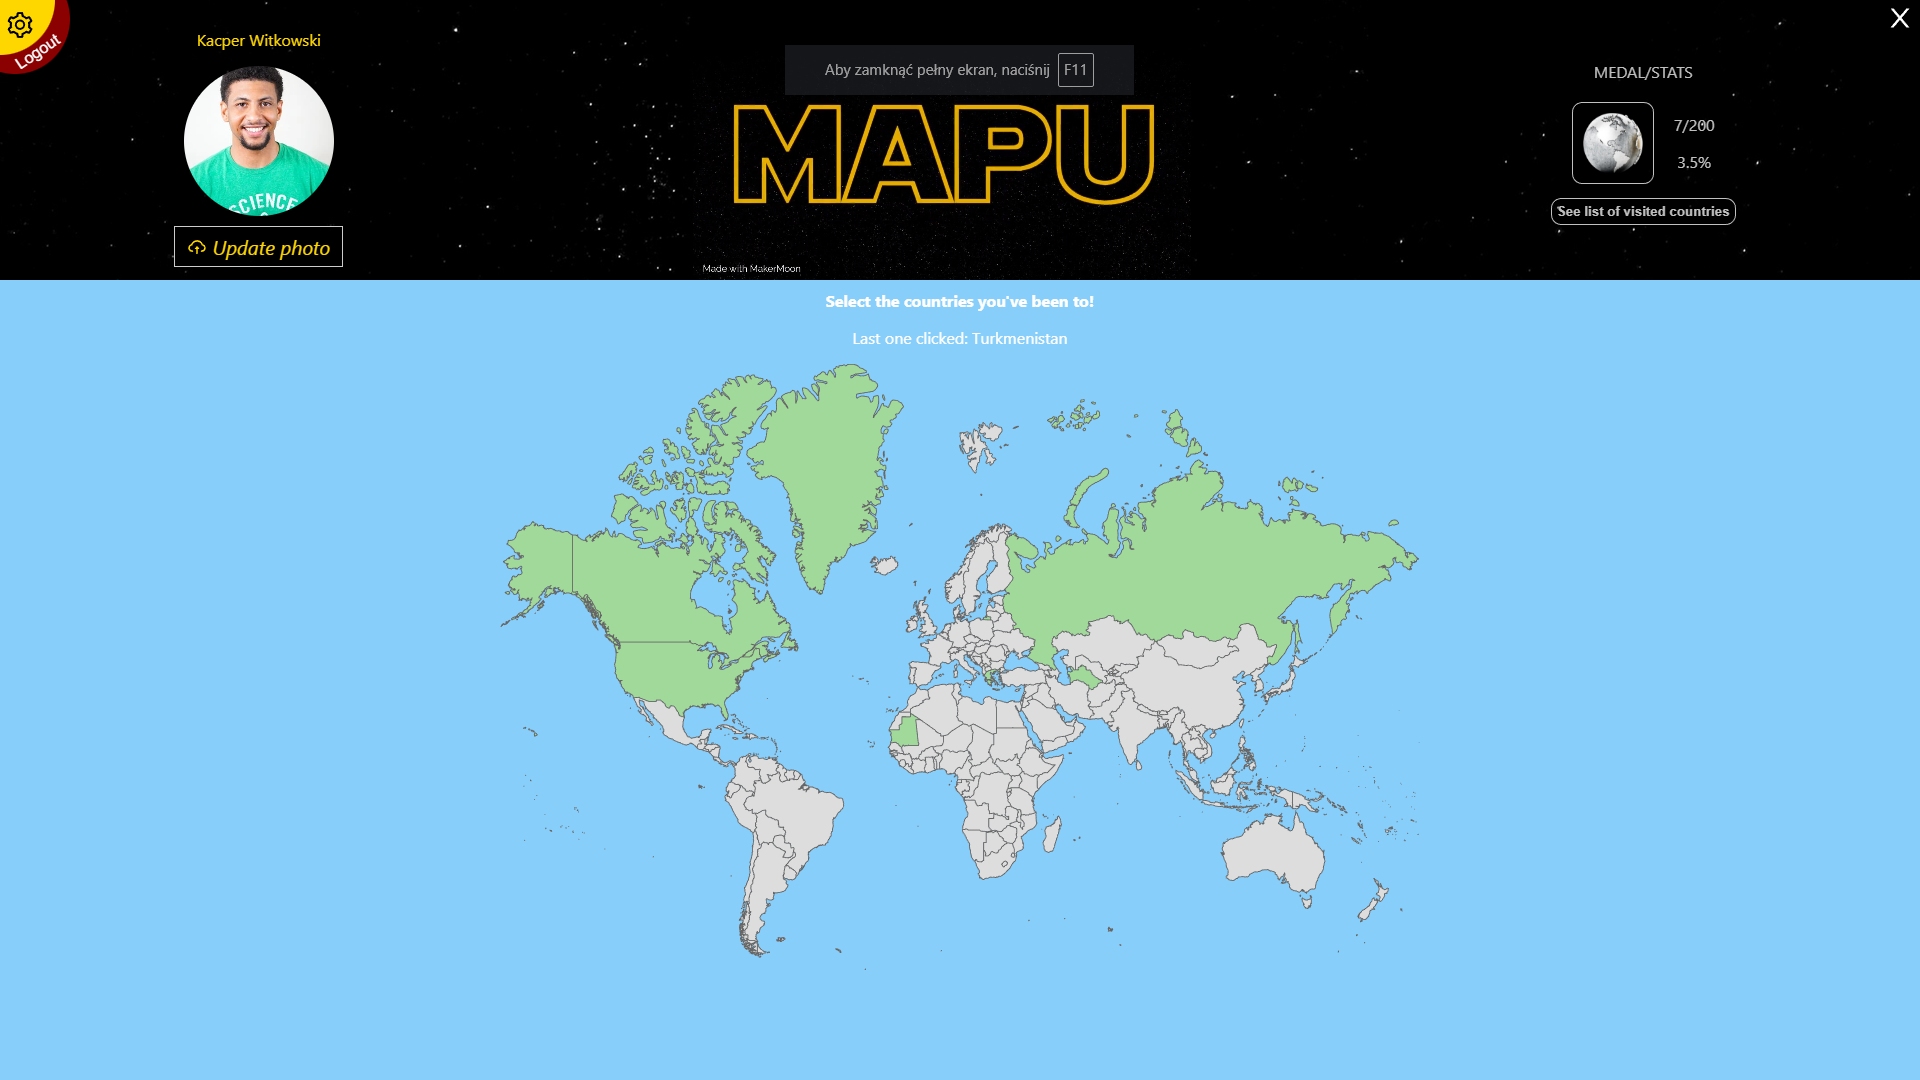 X
Logout
Kacper Witkowski
SCIENCE
Update photo
Aby zamknąć pełny ekran, naciśnij F11
MAPU
Made with MakerMoon
MEDAL/STATS
7/200
3.5%
See list of visited countries
Select the countries you've been to!
Last one clicked: Turkmenistan